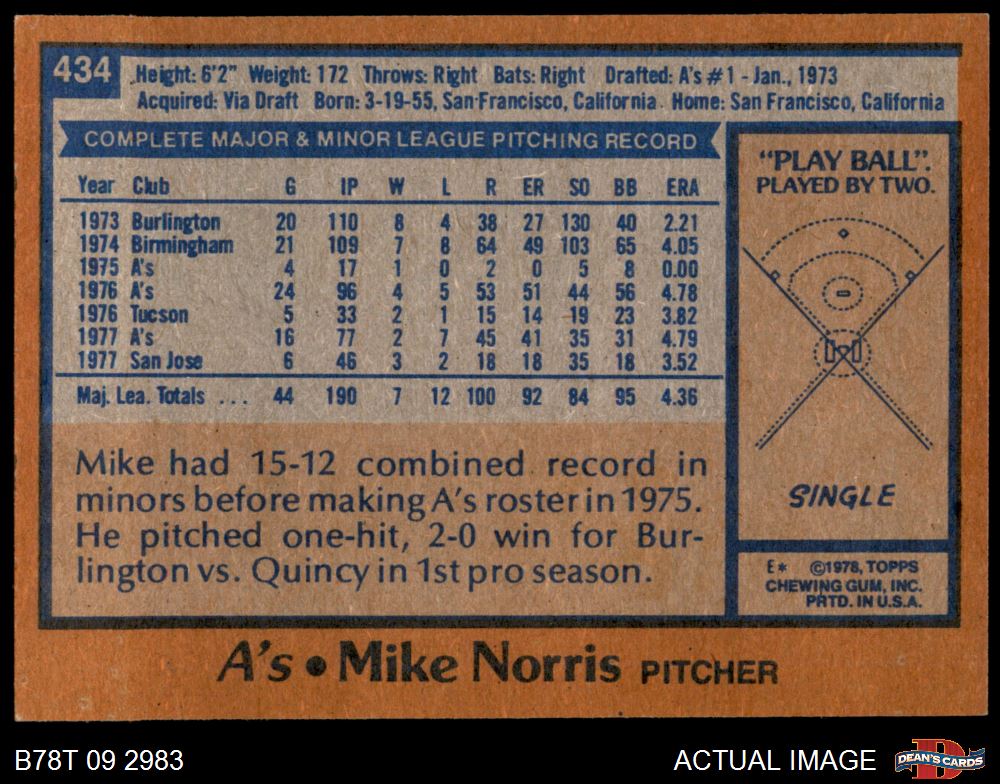 434
Height: 6'2" Weight: 172 Throws: Right Bats: Right Drafted: A's #1 - Jan., 1973
Acquired: Via Draft Born: 3-19-55, San Francisco, California Home: San Francisco, California
COMPLETE MAJOR & MINOR LEAGUE PITCHING RECORD
Year Club G IP W L R ER SO BB ERA
1973 Burlington 20 110 8 4 38 27 130 40 2.21
1974 Birmingham 21 109 7 8 64 49 103 65 4.05
1975 A's 4 17 1 0 2 0 5 8 0.00
1976 A's 24 96 4 5 53 51 44 56 4.78
1976 Tucson 5 33 2 1 15 14 19 23 3.82
1977 A's 16 77 2 7 45 41 35 31 4.79
1977 San Jose 6 46 3 2 18 18 35 18 3.52
Maj. Lea. Totals ... 44 190 7 12 100 92 84 95 4.36
Mike had 15-12 combined record in
minors before making A's roster in 1975.
He pitched one-hit, 2-0 win for Bur-
lington vs. Quincy in 1st pro season.
"PLAY BALL".
PLAYED BY TWO.
SINGLE
E* ©1978, TOPPS
CHEWING GUM, INC.
PRTD. IN U.S.A.
A's • Mike Norris PITCHER
B78T 09 2983
ACTUAL IMAGE
DEAN'S CARDS